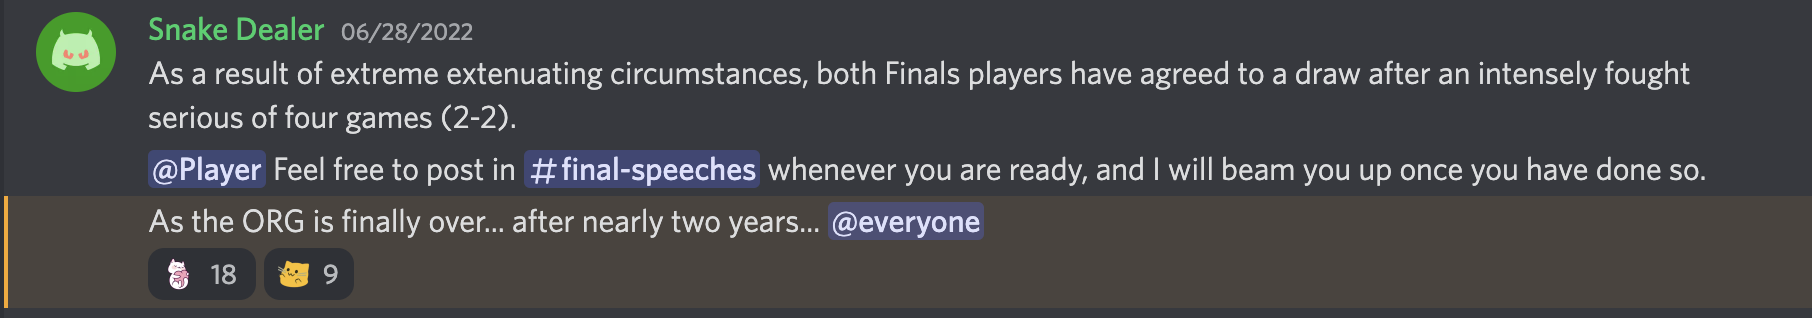 Snake Dealer 06/28/2022
As a result of extreme extenuating circumstances, both Finals players have agreed to a draw after an intensely fought
serious of four games (2-2).
@Player Feel free to post in #final-speeches whenever you are ready, and I will beam you up once you have done so.
As the ORG is finally over... after nearly two years... @everyone
18 9